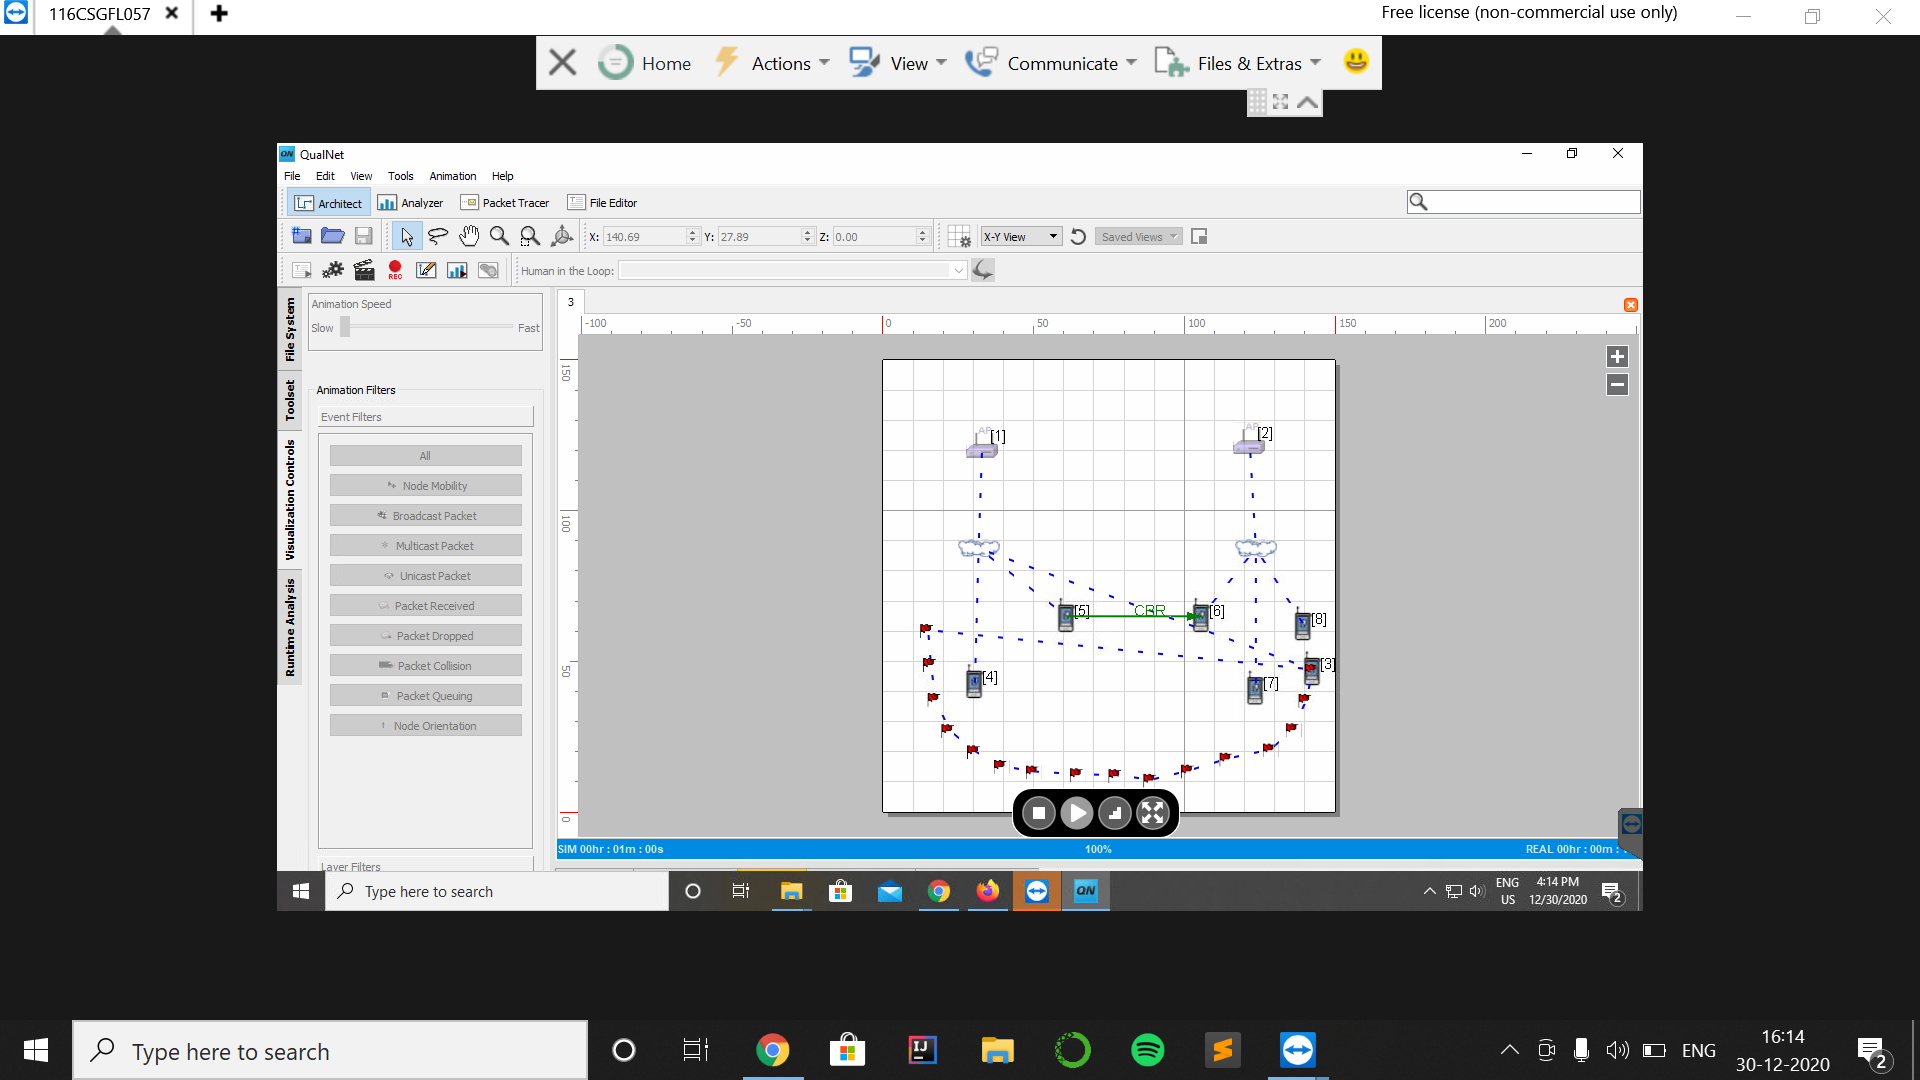 116CSGFL057
Free license (non-commercial use only)
Home Actions View Communicate Files & Extras
QN QualNet
File Edit View Tools Animation Help
Architect Analyzer Packet Tracer File Editor
X: 140.69 Y: 27.89 Z: 0.00 X-Y View Saved Views
REC Human in the Loop:
File System
Toolset
Visualization Controls
Runtime Analysis
Animation Speed
Slow Fast
Animation Filters
Event Filters
All
Node Mobility
Broadcast Packet
Multicast Packet
Unicast Packet
Packet Received
Packet Dropped
Packet Collision
Packet Queuing
Node Orientation
Layer Filters
3
-100 -50 0 50 100 150 200
150
100
50
0
AP [1]
AP [2]
[5] CBR [6] [8]
[3]
[4] [7]
SIM 00hr : 01m : 00s 100% REAL 00hr : 00m :
Type here to search QN ENG US 4:14 PM 12/30/2020 2
Type here to search IJ ENG 16:14 30-12-2020 2